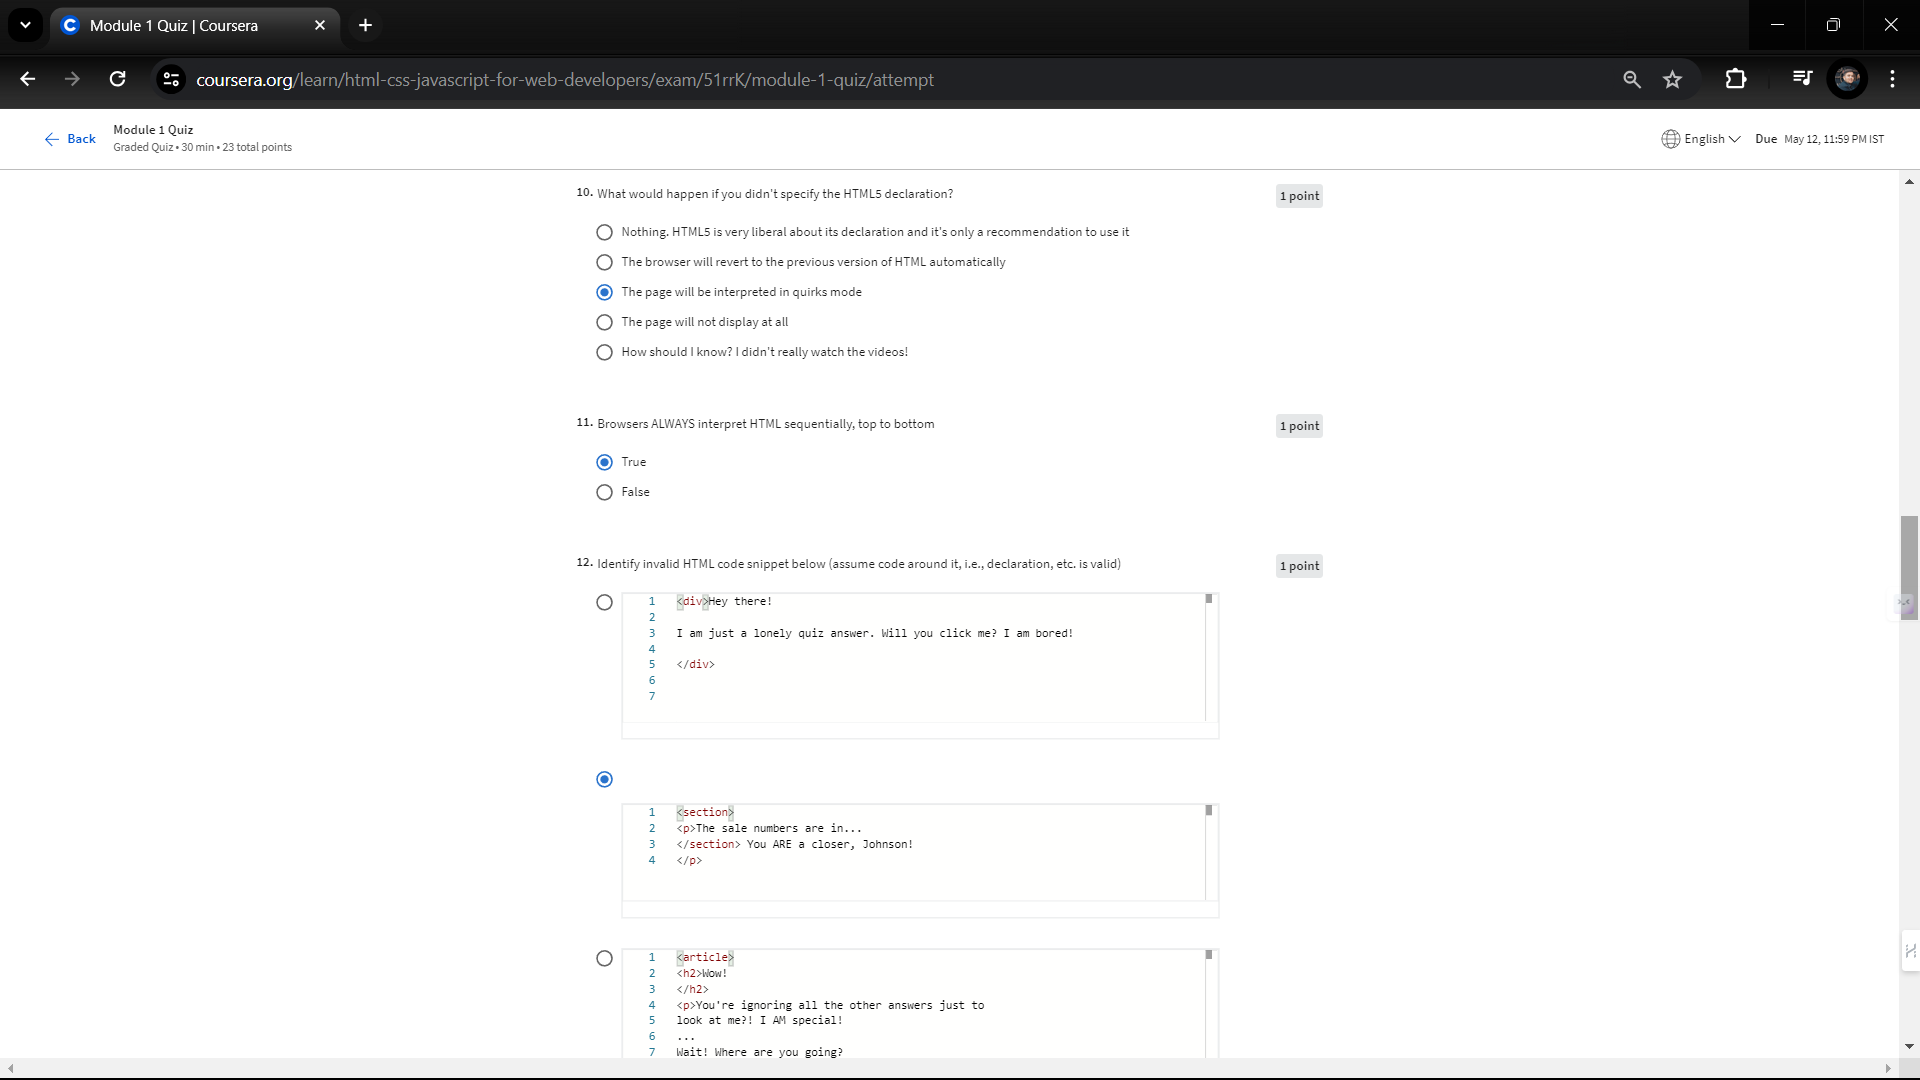 Module 1 Quiz | Coursera
coursera.org/learn/html-css-javascript-for-web-developers/exam/51rrK/module-1-quiz/attempt
Back
Module 1 Quiz
Graded Quiz • 30 min • 23 total points
English
Due May 12, 11:59 PM IST
10. What would happen if you didn't specify the HTML5 declaration?
1 point
Nothing. HTML5 is very liberal about its declaration and it's only a recommendation to use it
The browser will revert to the previous version of HTML automatically
The page will be interpreted in quirks mode
The page will not display at all
How should I know? I didn't really watch the videos!
11. Browsers ALWAYS interpret HTML sequentially, top to bottom
1 point
True
False
12. Identify invalid HTML code snippet below (assume code around it, i.e., declaration, etc. is valid)
1 point
1 <div>Hey there!
2
3 I am just a lonely quiz answer. Will you click me? I am bored!
4
5 </div>
6
7
1 <section>
2 <p>The sale numbers are in...
3 </section> You ARE a closer, Johnson!
4 </p>
1 <article>
2 <h2>Wow!
3 </h2>
4 <p>You're ignoring all the other answers just to
5 look at me?! I AM special!
6 ...
7 Wait! Where are you going?